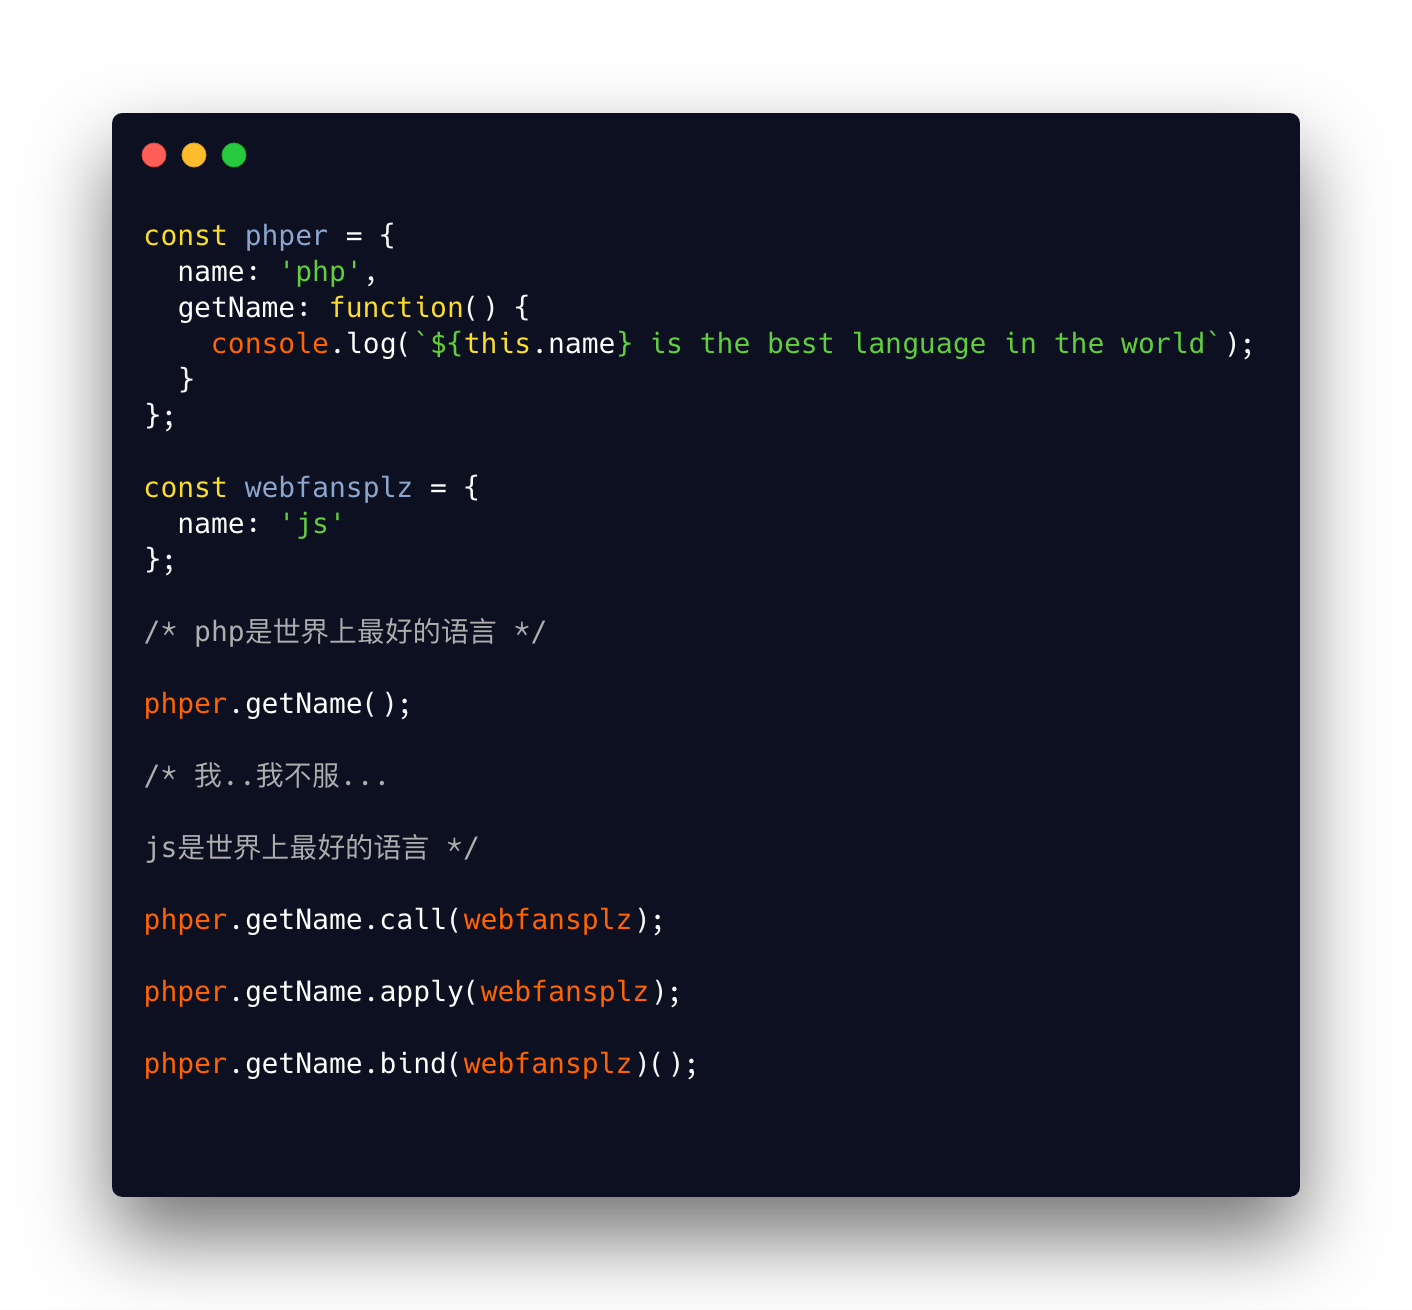 const phper = {
  name: 'php',
  getName: function() {
    console.log(`${this.name} is the best language in the world`);
  }
};
const webfansplz = {
  name: 'js'
};
/* php是世界上最好的语言 */
phper.getName();
/* 我..我不服...
js是世界上最好的语言 */
phper.getName.call(webfansplz);
phper.getName.apply(webfansplz);
phper.getName.bind(webfansplz)();